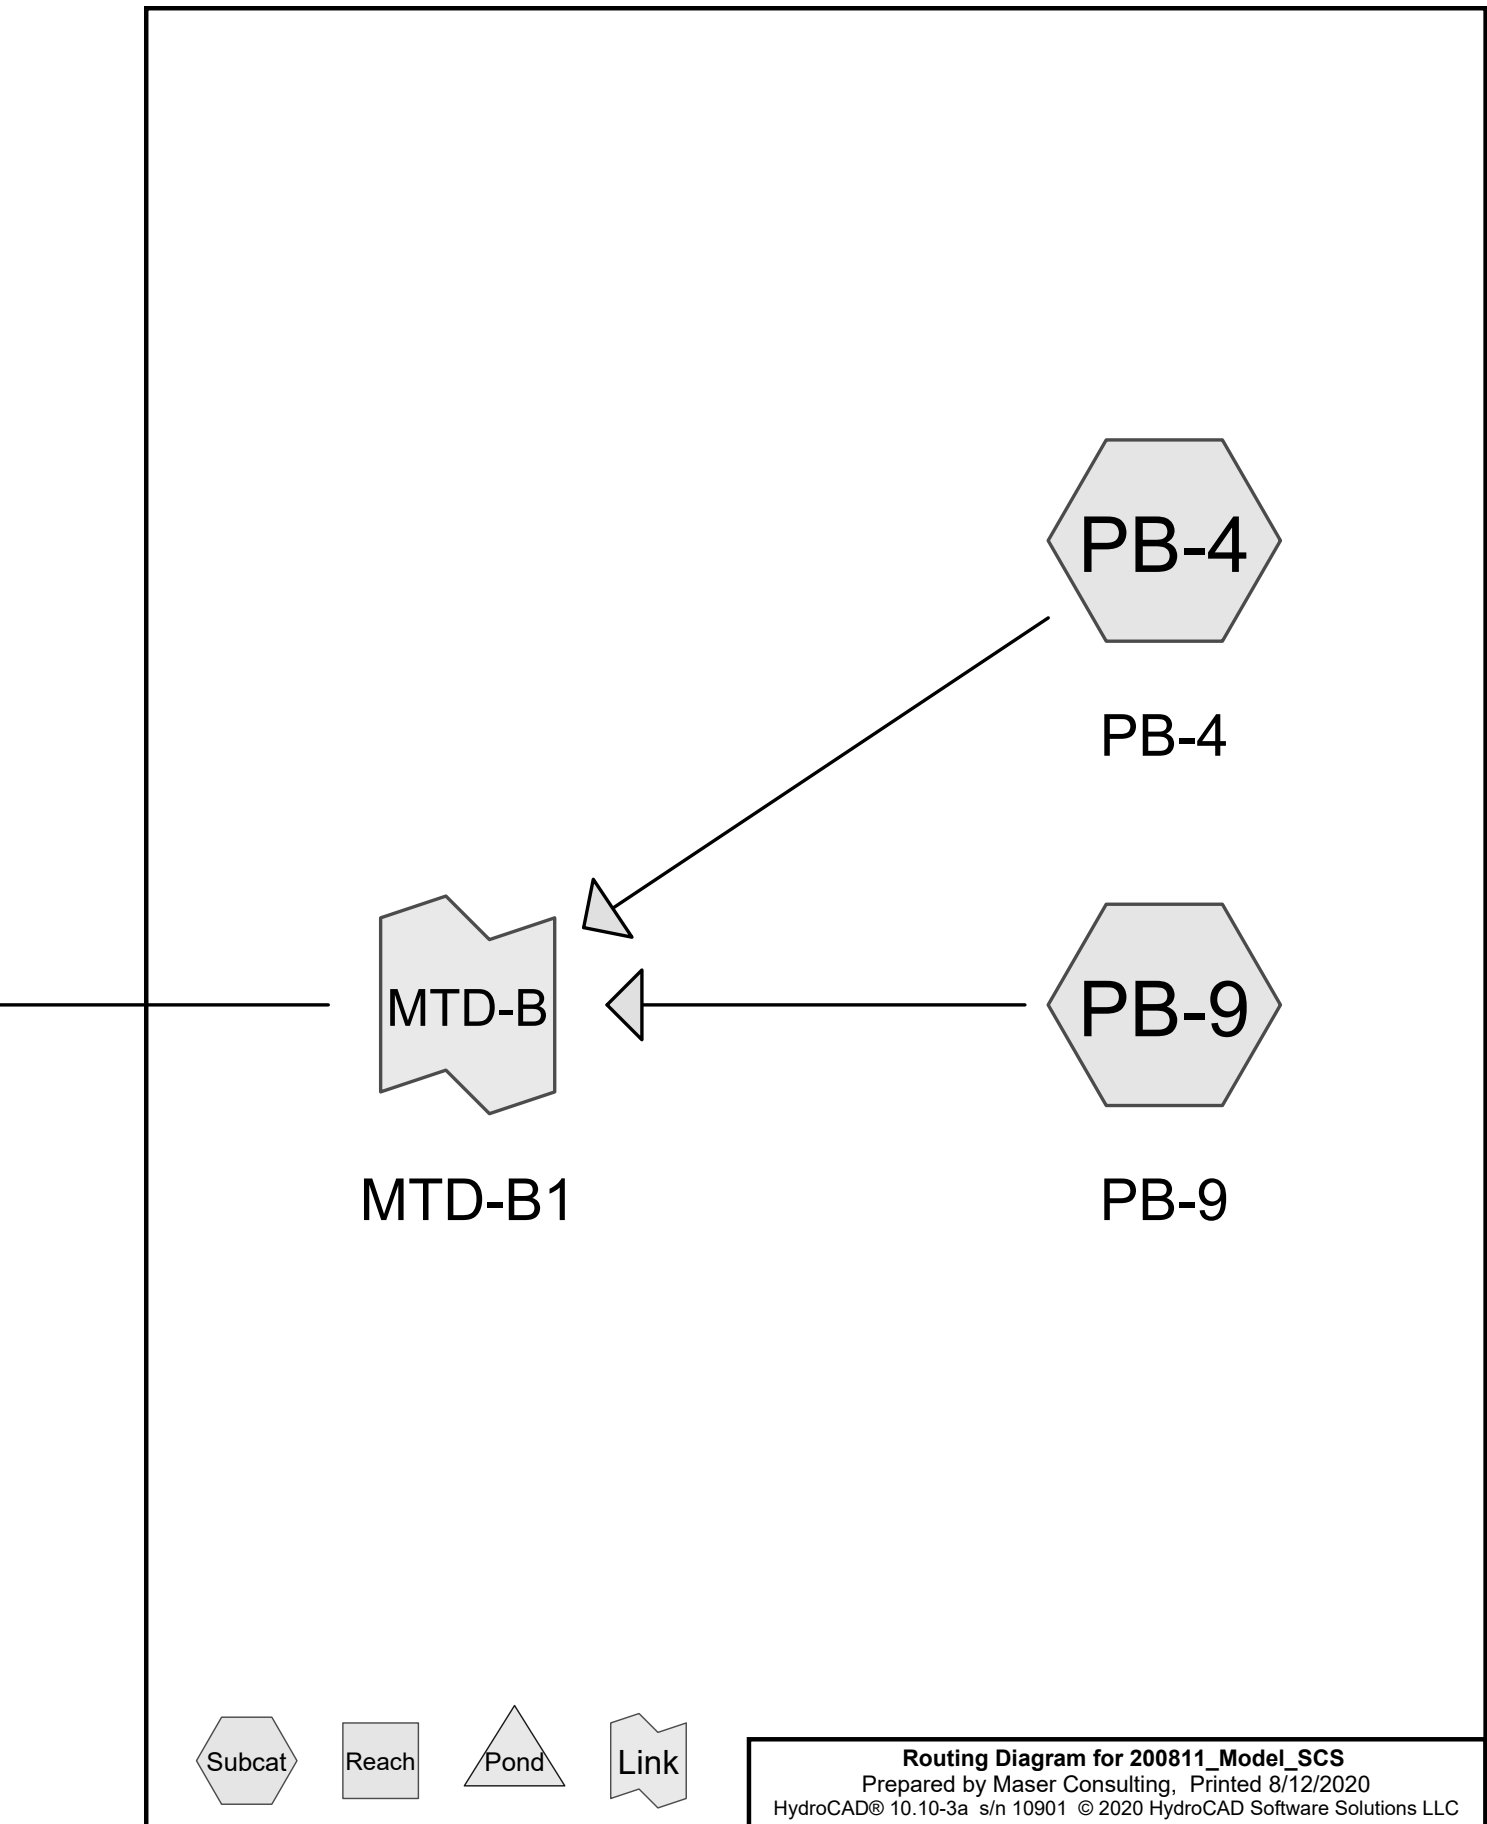 PB-4
PB-4
MTD-B
PB-9
MTD-B1
PB-9
Subcat
Reach
Pond
Link
Routing Diagram for 200811_Model_SCS
Prepared by Maser Consulting,  Printed 8/12/2020
HydroCAD® 10.10-3a  s/n 10901  © 2020 HydroCAD Software Solutions LLC